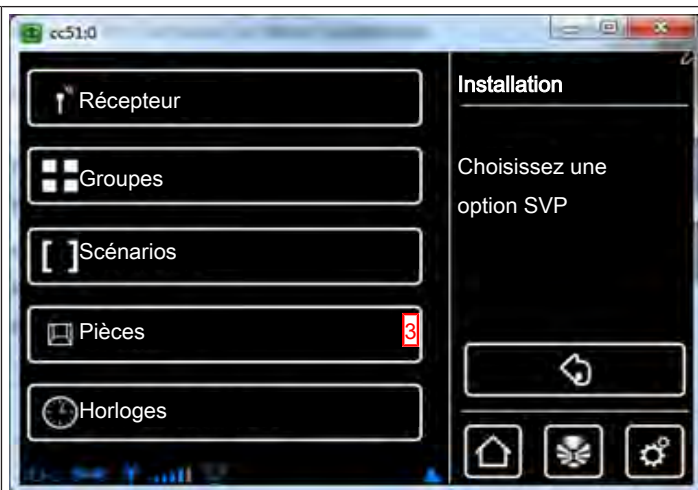 cc51:0
Récepteur
Groupes
Scénarios
Pièces
3
Horloges
Installation
Choisissez une
option SVP